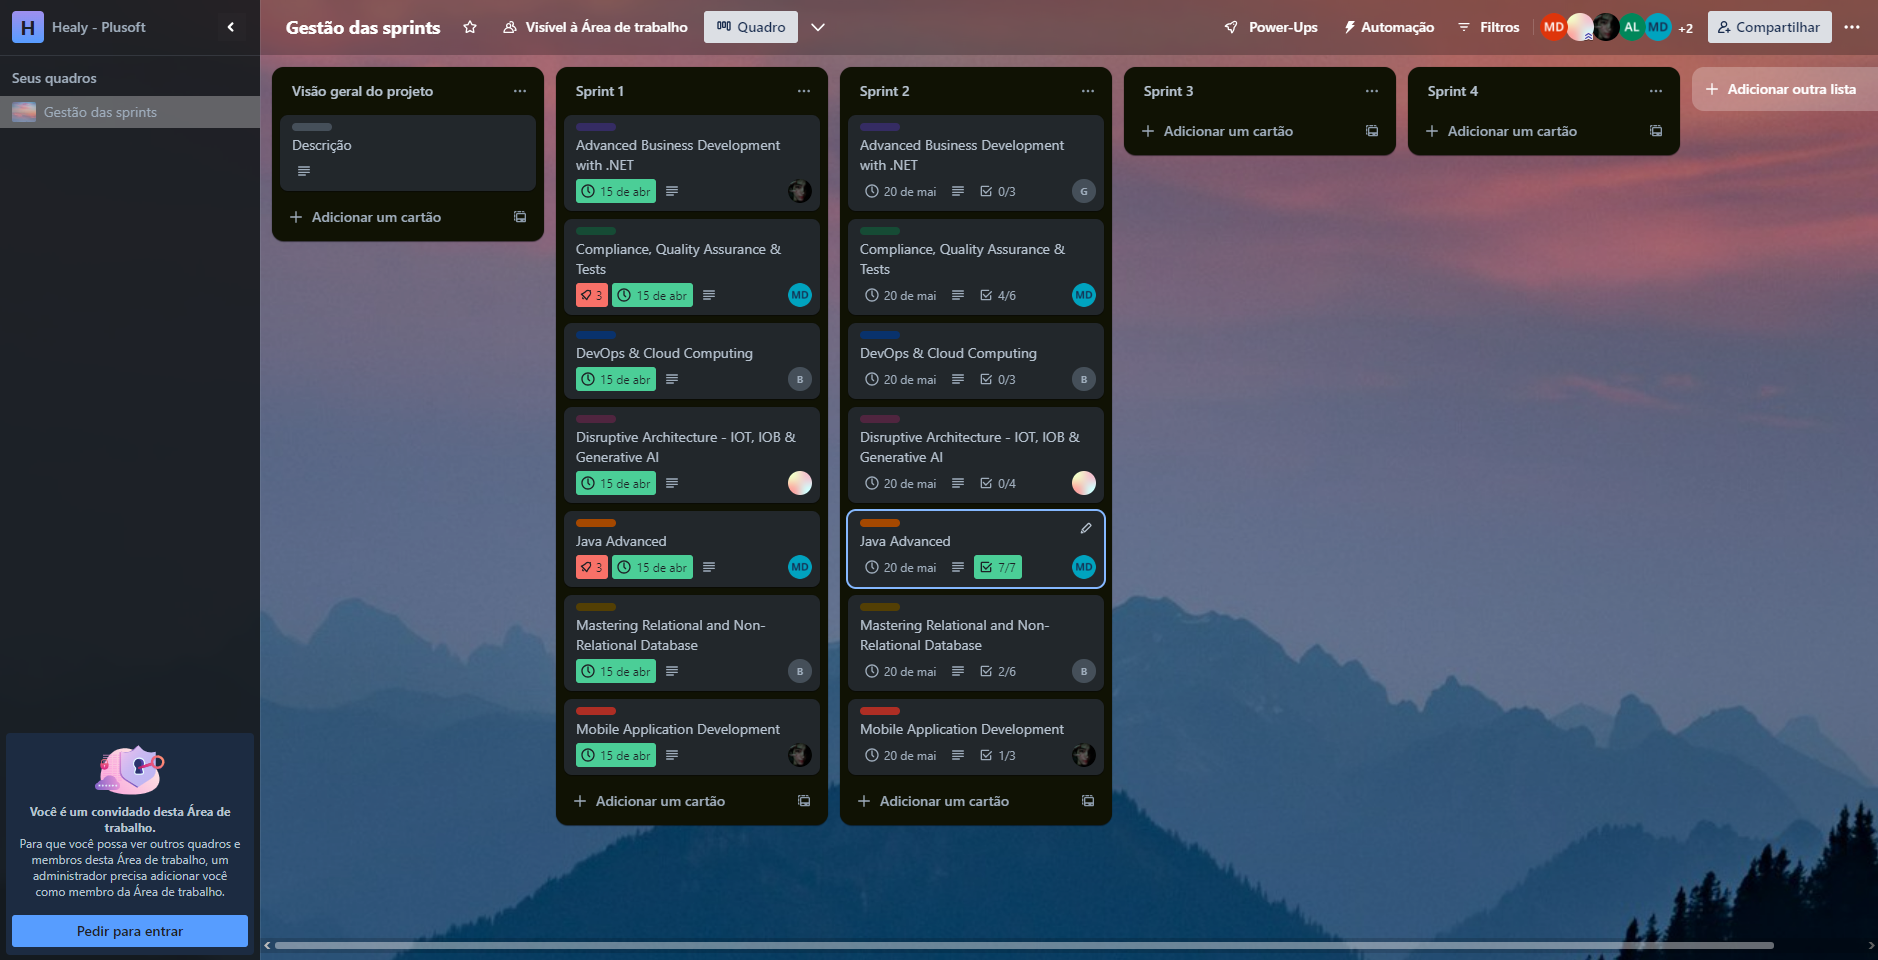 H Healy - Plusoft
Gestão das sprints
Visível à Área de trabalho
Quadro
Power-Ups
Automação
Filtros
MD
AL
MD
+2
Compartilhar
Seus quadros
Gestão das sprints
Visão geral do projeto
Descrição
Adicionar um cartão
Sprint 1
Advanced Business Development
with .NET
15 de abr
Compliance, Quality Assurance &
Tests
3
15 de abr
MD
DevOps & Cloud Computing
15 de abr
B
Disruptive Architecture - IOT, IOB &
Generative AI
15 de abr
Java Advanced
3
15 de abr
MD
Mastering Relational and Non-
Relational Database
15 de abr
B
Mobile Application Development
15 de abr
Adicionar um cartão
Sprint 2
Advanced Business Development
with .NET
20 de mai
0/3
G
Compliance, Quality Assurance &
Tests
20 de mai
4/6
MD
DevOps & Cloud Computing
20 de mai
0/3
B
Disruptive Architecture - IOT, IOB &
Generative AI
20 de mai
0/4
Java Advanced
20 de mai
7/7
MD
Mastering Relational and Non-
Relational Database
20 de mai
2/6
B
Mobile Application Development
20 de mai
1/3
Adicionar um cartão
Sprint 3
Adicionar um cartão
Sprint 4
Adicionar um cartão
Adicionar outra lista
Você é um convidado desta Área de
trabalho.
Para que você possa ver outros quadros e
membros desta Área de trabalho, um
administrador precisa adicionar você
como membro da Área de trabalho.
Pedir para entrar